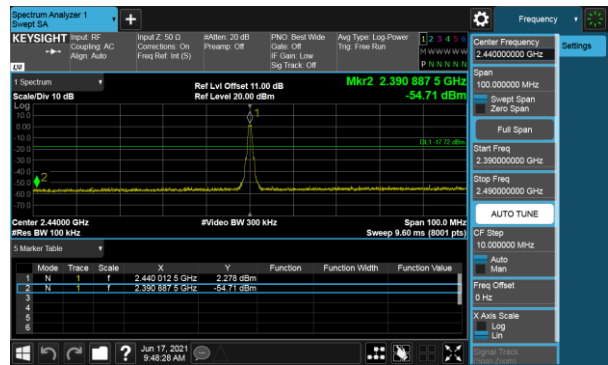 Spectrum Analyzer 1
Swept SA
+
Frequency
KEYSIGHT
Input: RF
Coupling: AC
Align: Auto
Input Z: 50 Ω
Corrections: On
Freq Ref: Int (S)
#Atten: 20 dB
Preamp: Off
PNO: Best Wide
Gate: Off
IF Gain: Low
Sig Track: Off
Avg Type: Log-Power
Trig: Free Run
1 2 3 4 5 6
M W W W W W
P N N N N N
LXI
1 Spectrum
Scale/Div 10 dB
Ref Lvl Offset 11.00 dB
Ref Level 20.00 dBm
Mkr2 2.390 887 5 GHz
-54.71 dBm
Log
10.0
0.00
-10.0
-20.0
-30.0
-40.0
-50.0
-60.0
-70.0
1
2
DL1 -17.72 dBm
Center 2.44000 GHz
#Res BW 100 kHz
#Video BW 300 kHz
Span 100.0 MHz
Sweep 9.60 ms (8001 pts)
5 Marker Table
Mode Trace Scale X Y Function Function Width Function Value
1 N 1 f 2.440 012 5 GHz 2.278 dBm
2 N 1 f 2.390 887 5 GHz -54.71 dBm
3
4
5
6
?
Jun 17, 2021
9:48:28 AM
Center Frequency
2.440000000 GHz
Settings
Span
100.000000 MHz
Swept Span
Zero Span
Full Span
Start Freq
2.390000000 GHz
Stop Freq
2.490000000 GHz
AUTO TUNE
CF Step
10.000000 MHz
Auto
Man
Freq Offset
0 Hz
X Axis Scale
Log
Lin
Signal Track
(Span Zoom)